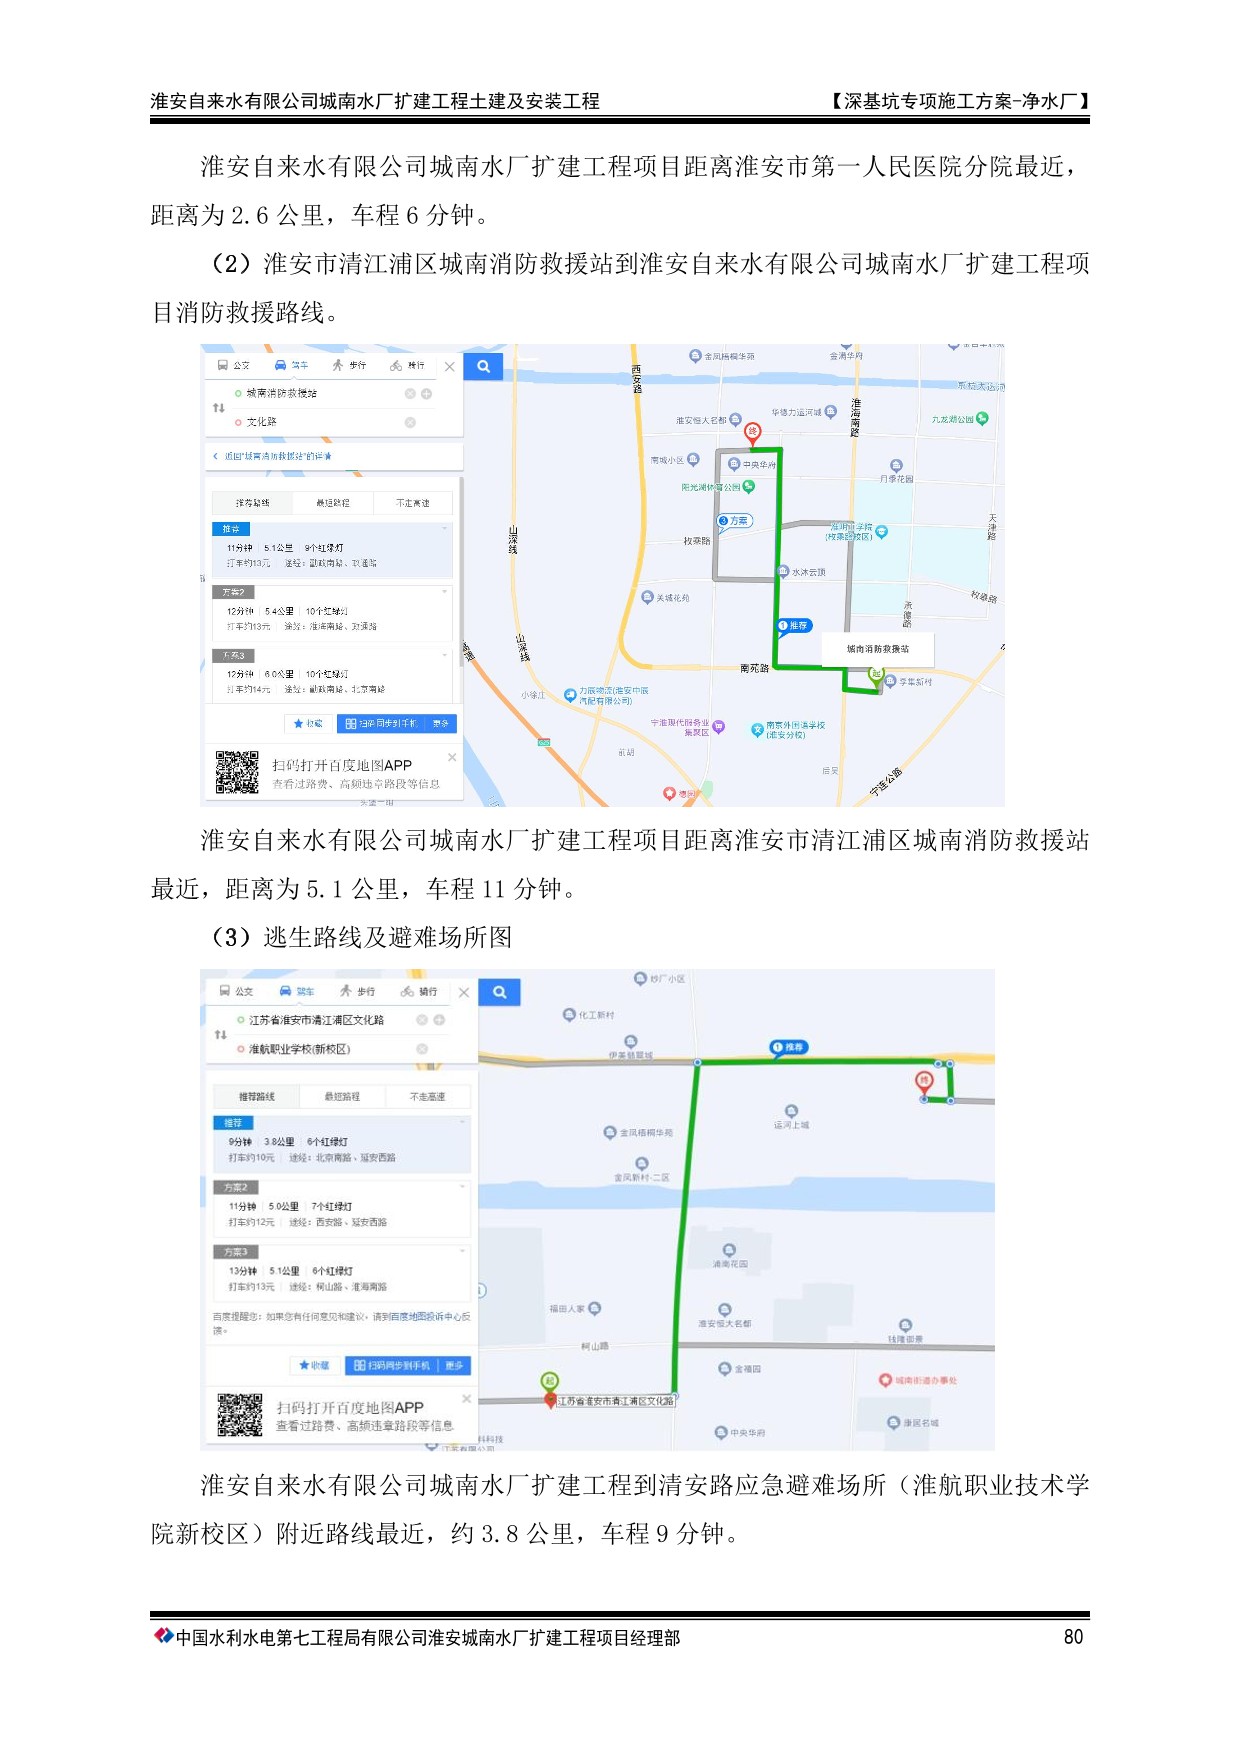 淮安自来水有限公司城南水厂扩建工程土建及安装工程 【深基坑专项施工方案-净水厂】
淮安自来水有限公司城南水厂扩建工程项目距离淮安市第一人民医院分院最近，
距离为 2.6 公里，车程 6 分钟。
（2）淮安市清江浦区城南消防救援站到淮安自来水有限公司城南水厂扩建工程项
目消防救援路线。
公交 驾车 步行 骑行
城南消防救援站
文化路
返回"城南消防救援站"的详情
推荐路线 最短路程 不走高速
推荐
11分钟 5.1公里 9个红绿灯
打车约13元 途经：勤政南路、双通路
方案2
12分钟 5.4公里 10个红绿灯
打车约13元 途经：淮海南路、双通路
方案3
12分钟 6.0公里 10个红绿灯
打车约14元 途经：勤政南路、北京南路
收藏 扫码同步到手机 更多
扫码打开百度地图APP
查看过路费、高频违章路段等信息
西安路
金凤梧桐华苑
金鼎华府
京杭大运河
淮安恒大名都
华德力运河城
淮海南路
九龙湖公园
终
南城小区
中央华府
月季花园
阳光湖体育公园
3 方案
山深线
枚乘路
(枚乘路校区)
天津路
水沐云顶
美城花苑
枚皋路
承德路
1 推荐
山深线
城南消防救援站
南苑路
起
小徐庄
力辰物流(淮安中辰
汽配有限公司)
季隼新村
宁淮现代服务业
集聚区
南京外国语学校
(淮安分校)
前胡
后吴
宁连公路
德园
淮安自来水有限公司城南水厂扩建工程项目距离淮安市清江浦区城南消防救援站
最近，距离为 5.1 公里，车程 11 分钟。
（3）逃生路线及避难场所图
公交 驾车 步行 骑行
江苏省淮安市清江浦区文化路
淮航职业学校(新校区)
推荐路线 最短路程 不走高速
推荐
9分钟 3.8公里 6个红绿灯
打车约10元 途经：北京南路、延安西路
方案2
11分钟 5.0公里 7个红绿灯
打车约12元 途经：西安路、延安西路
方案3
13分钟 5.1公里 6个红绿灯
打车约13元 途经：柯山路、淮海南路
百度提醒您：如果您有任意见和建议，请到百度地图投诉中心反
馈。
收藏 扫码同步到手机 更多
扫码打开百度地图APP
查看过路费、高频违章路段等信息
纱厂小区
化工新村
伊美错层城
1 推荐
终
运河上城
金凤梧桐华苑
金凤新村-二区
浦南花园
福田人家
淮安恒大名都
钱隆御景
柯山路
金福园
城南街道办事处
起
江苏省淮安市清江浦区文化路
康民名城
中央华府
淮安自来水有限公司城南水厂扩建工程到清安路应急避难场所（淮航职业技术学
院新校区）附近路线最近，约 3.8 公里，车程 9 分钟。
中国水利水电第七工程局有限公司淮安城南水厂扩建工程项目经理部 80